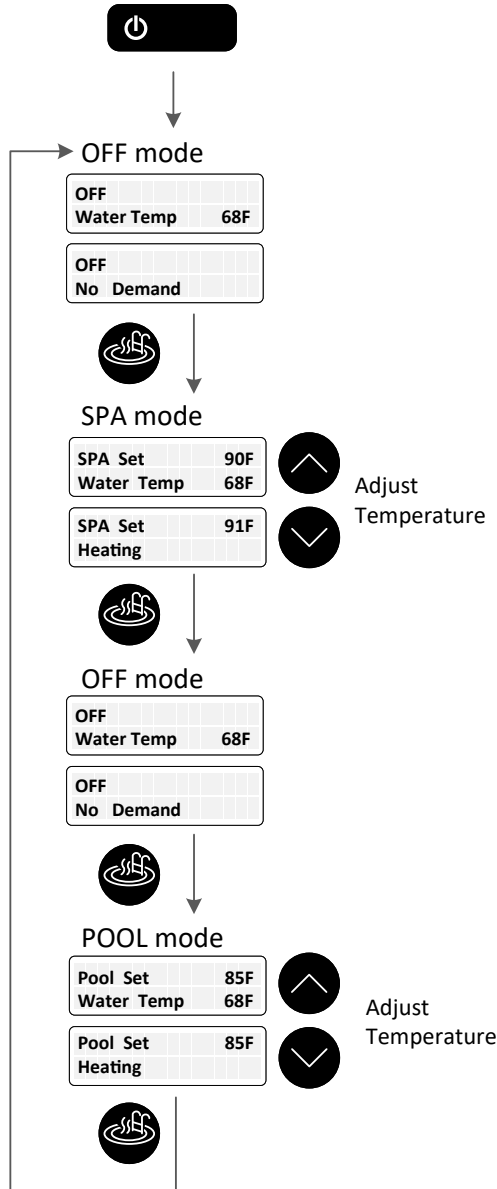 OFF mode
OFF
Water Temp 68F
OFF
No Demand
SPA mode
SPA Set 90F
Water Temp 68F
SPA Set 91F
Heating
Adjust
Temperature
OFF mode
OFF
Water Temp 68F
OFF
No Demand
POOL mode
Pool Set 85F
Water Temp 68F
Pool Set 85F
Heating
Adjust
Temperature